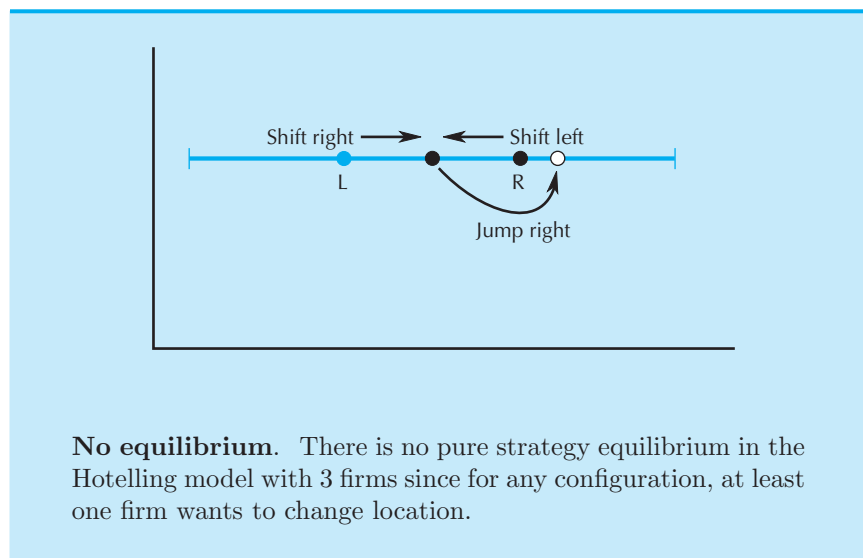 Shift right
Shift left
L
R
Jump right
No equilibrium. There is no pure strategy equilibrium in the
Hotelling model with 3 firms since for any configuration, at least
one firm wants to change location.